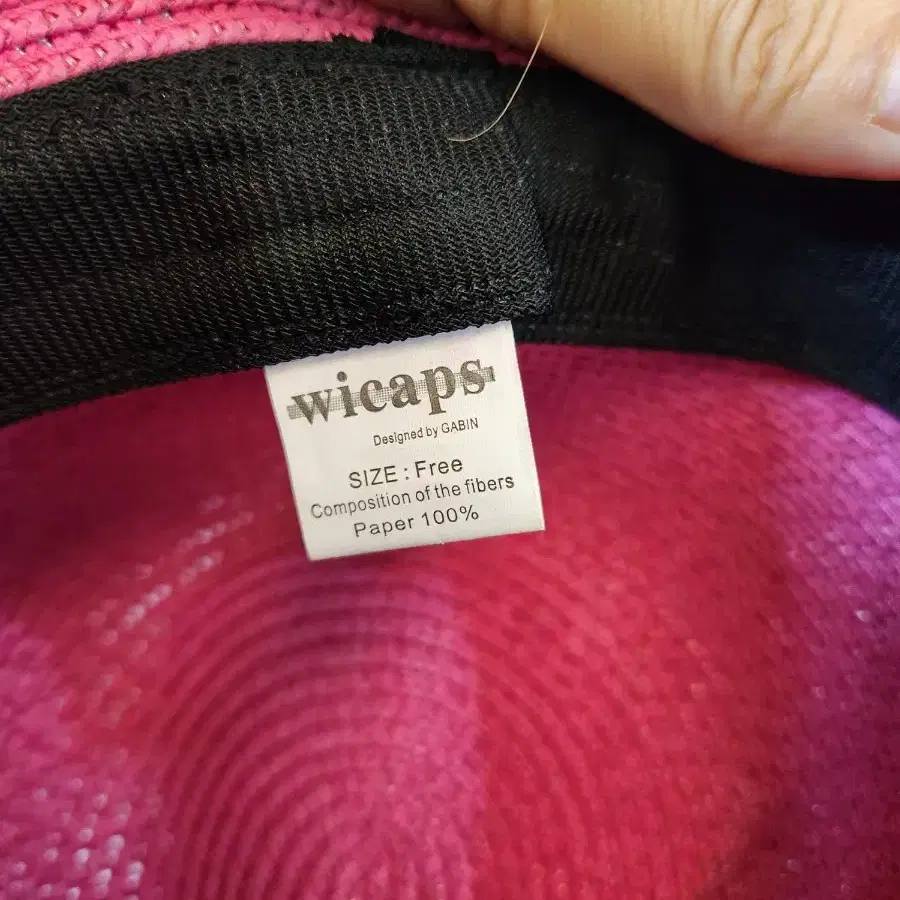 wicaps
Designed by GABIN
SIZE : Free
Composition of the fibers
Paper 100%